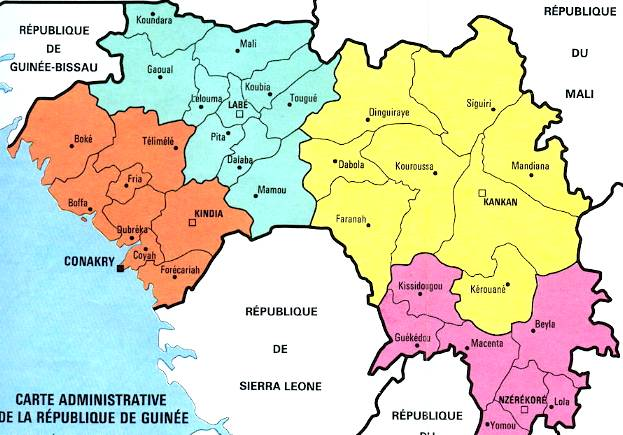 Koundara
RÉPUBLIQUE
DE
GUINÉE-BISSAU
Mali
RÉPUBLIQUE
DU
MALI
Gaoual
Koubia
Lélouma
LABÉ
Tougué
Siguiri
Dinguiraye
Boké
Télimélé
Pita
Dalaba
Dabola
Kouroussa
Mandiana
Fria
Mamou
Boffa
KINDIA
KANKAN
Faranah
Dubréka
Coyah
CONAKRY
Forécariah
Kissidougou
Kérouané
RÉPUBLIQUE
DE
SIERRA LEONE
Beyla
Guékédou
Macenta
CARTE ADMINISTRATIVE
DE LA RÉPUBLIQUE DE GUINÉE
NZÉRÉKORÉ
Lola
RÉPUBLIQUE
Yomou